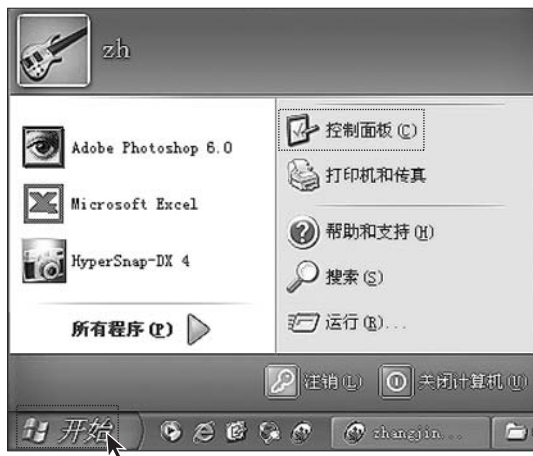 zh
Adobe Photoshop 6.0
Microsoft Excel
HyperSnap-DX 4
所有程序(P)
控制面板(C)
打印机和传真
帮助和支持(H)
搜索(S)
运行(R)...
注销(L)
关闭计算机(U)
开始
zhangjin...